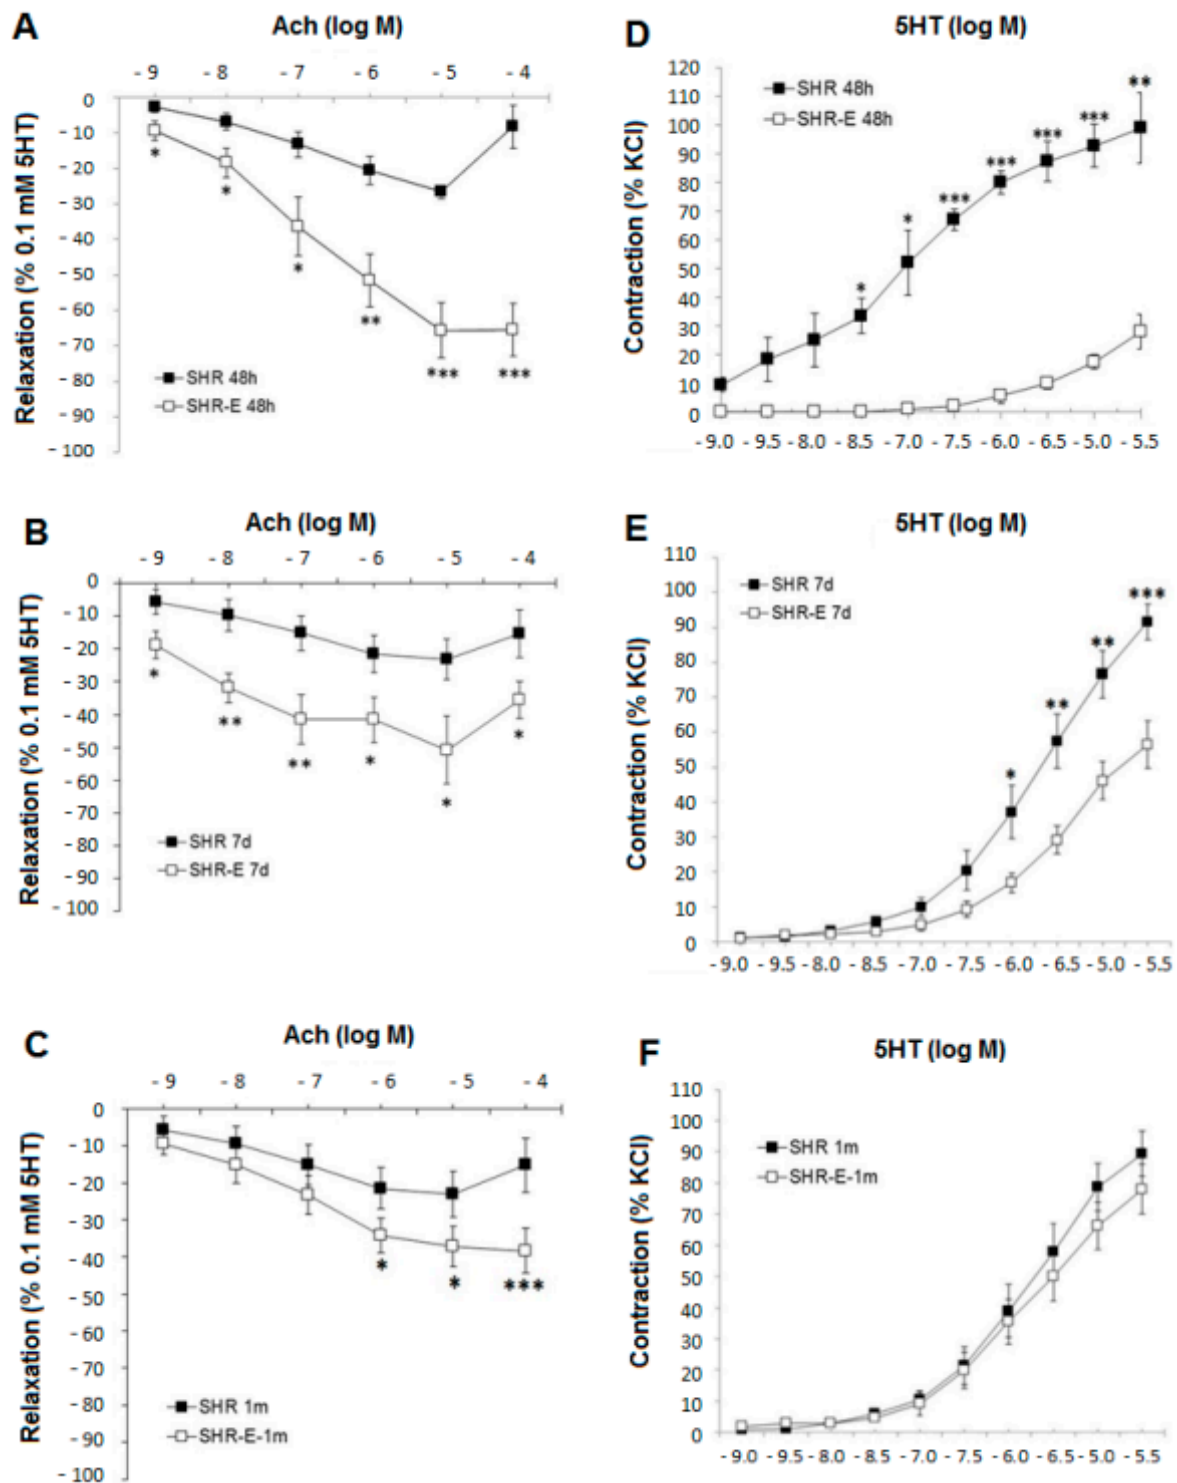 A
Ach (log M)
- 9 - 8 - 7 - 6 - 5 - 4
Relaxation (% 0.1 mM 5HT)
0
- 10
- 20
- 30
- 40
- 50
- 60
- 70
- 80
- 90
- 100
* * * ** *** ***
SHR 48h
SHR-E 48h
D
5HT (log M)
Contraction (% KCl)
120
110
100
90
80
70
60
50
40
30
20
10
0
SHR 48h
SHR-E 48h
* * *** *** *** *** **
- 9.0 - 9.5 - 8.0 - 8.5 - 7.0 - 7.5 - 6.0 - 6.5 - 5.0 - 5.5
B
Ach (log M)
- 9 - 8 - 7 - 6 - 5 - 4
Relaxation (% 0.1 mM 5HT)
0
- 10
- 20
- 30
- 40
- 50
- 60
- 70
- 80
- 90
- 100
* ** ** * * *
SHR 7d
SHR-E 7d
E
5HT (log M)
Contraction (% KCl)
110
100
90
80
70
60
50
40
30
20
10
0
SHR 7d
SHR-E 7d
* ** ** ***
- 9.0 - 9.5 - 8.0 - 8.5 - 7.0 - 7.5 - 6.0 - 6.5 - 5.0 - 5.5
C
Ach (log M)
- 9 - 8 - 7 - 6 - 5 - 4
Relaxation (% 0.1 mM 5HT)
0
- 10
- 20
- 30
- 40
- 50
- 60
- 70
- 80
- 90
- 100
* * ***
SHR 1m
SHR-E-1m
F
5HT (log M)
Contraction (% KCl)
110
100
90
80
70
60
50
40
30
20
10
0
SHR 1m
SHR-E-1m
- 9.0 - 9.5 - 8.0 - 8.5 - 7.0 - 7.5 - 6.0 - 6.5 - 5.0 - 5.5